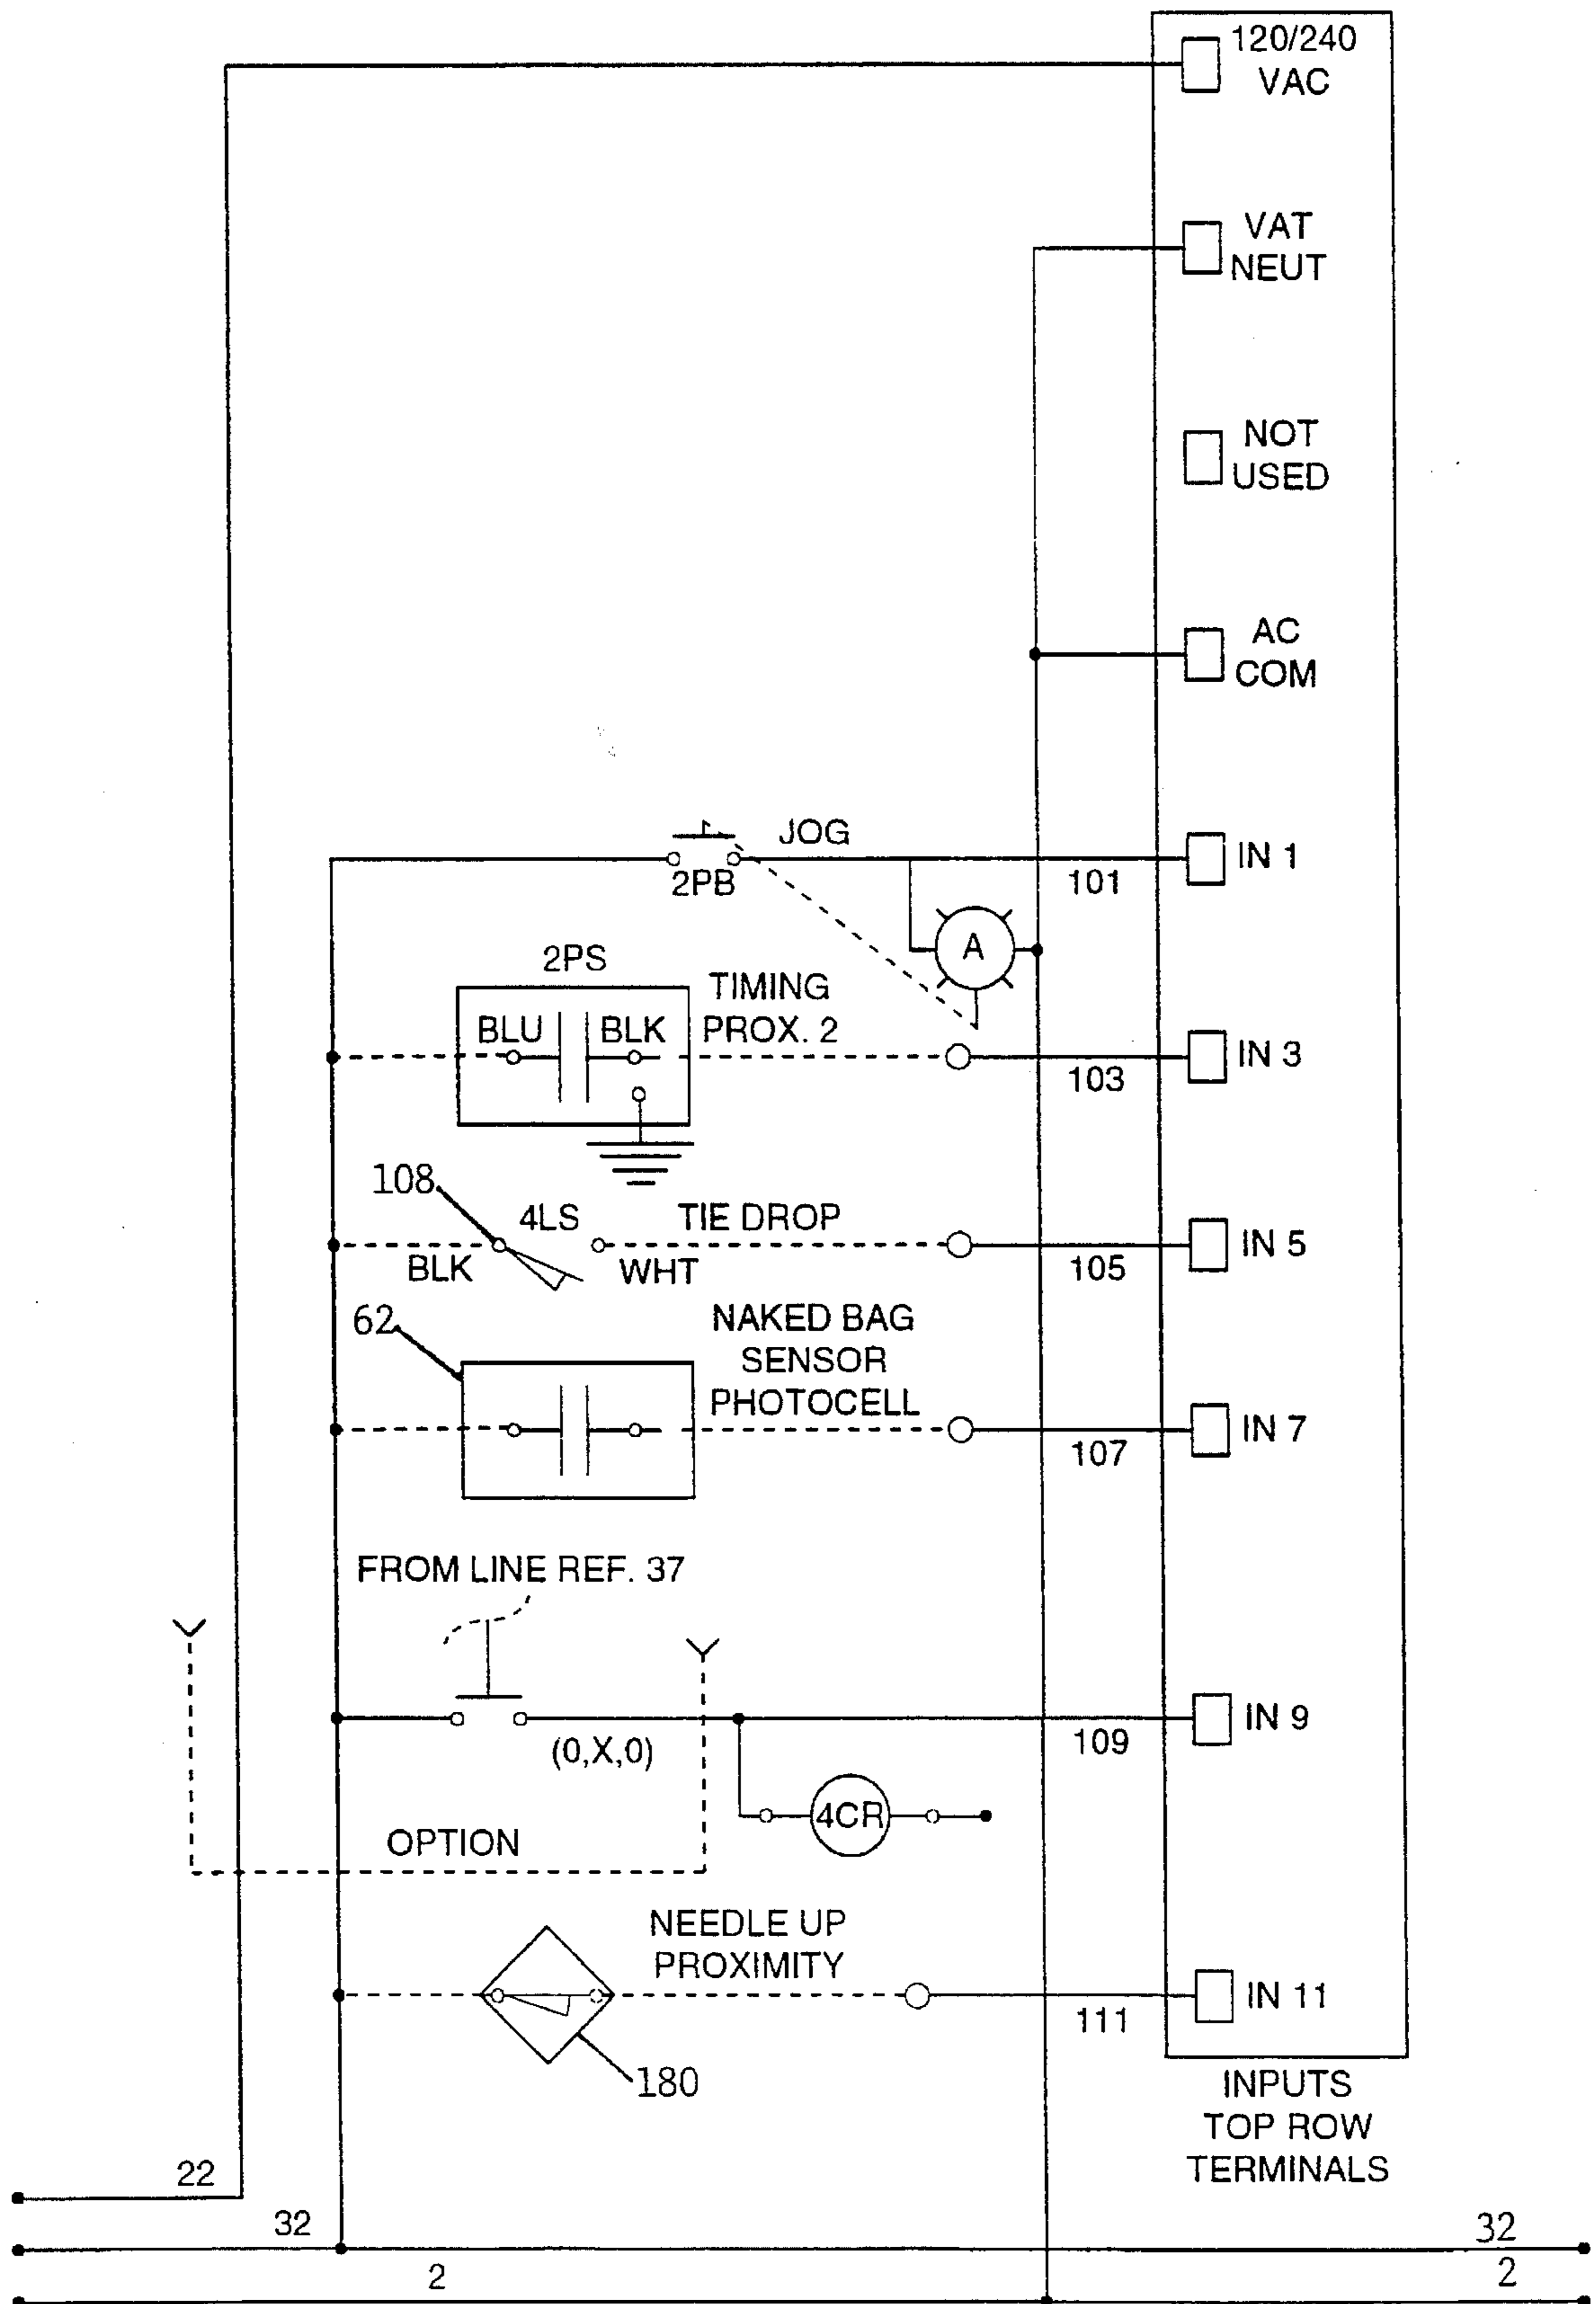 120/240
VAC
VAT
NEUT
NOT
USED
AC
COM
JOG
2PB
101
IN 1
A
2PS
TIMING
PROX. 2
BLU
BLK
103
IN 3
108
4LS
TIE DROP
BLK
WHT
105
IN 5
62
NAKED BAG
SENSOR
PHOTOCELL
107
IN 7
FROM LINE REF. 37
(0,X,0)
109
IN 9
4CR
OPTION
NEEDLE UP
PROXIMITY
111
IN 11
180
INPUTS
TOP ROW
TERMINALS
22
32
32
2
2